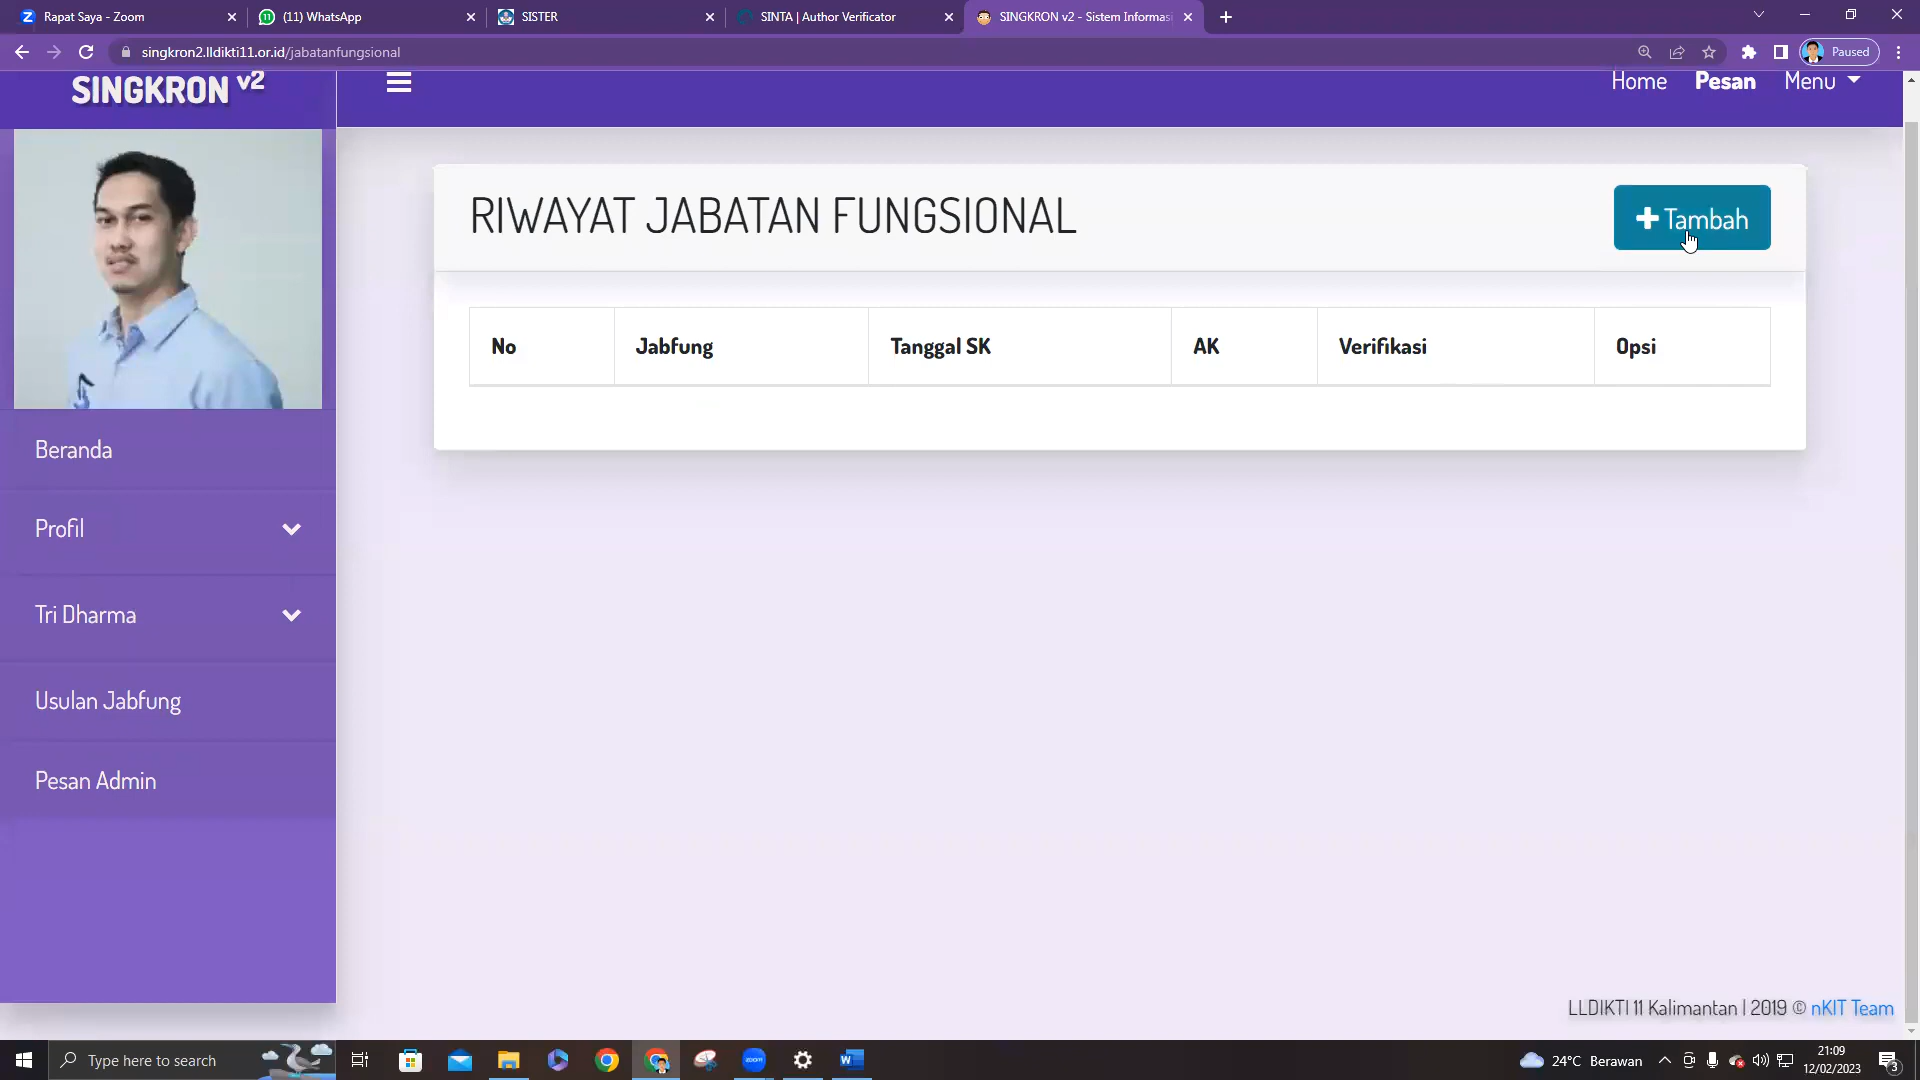 Rapat Saya - Zoom
(11) WhatsApp
SISTER
SINTA | Author Verificator
SINGKRON v2 - Sistem Informas
singkron2.lldikti11.or.id/jabatanfungsional
Paused
SINGKRON v2
Home
Pesan
Menu
RIWAYAT JABATAN FUNGSIONAL
Tambah
No
Jabfung
Tanggal SK
AK
Verifikasi
Opsi
Beranda
Profil
Tri Dharma
Usulan Jabfung
Pesan Admin
LLDIKTI 11 Kalimantan | 2019 © nKIT Team
Type here to search
zoom
24°C Berawan
21:09
12/02/2023
3